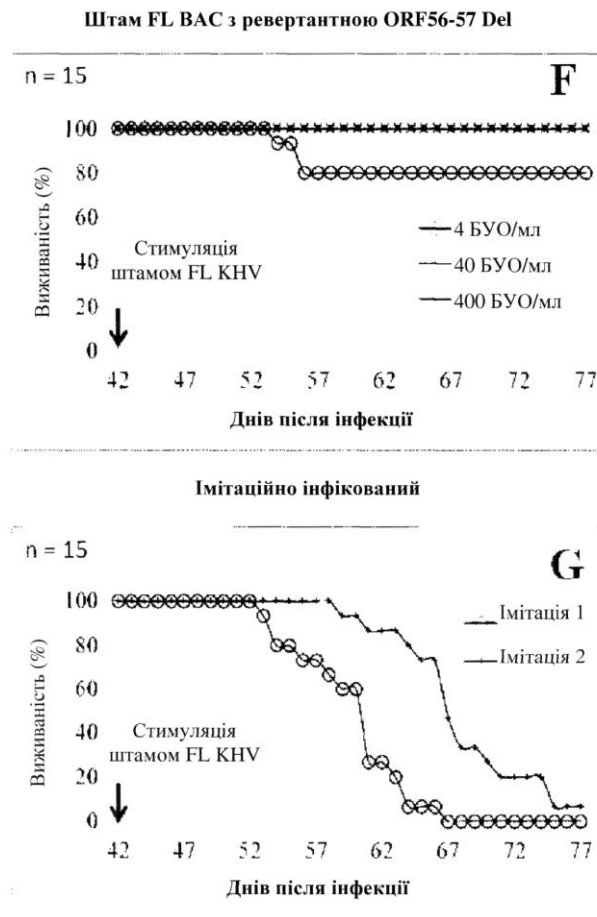 Штам FL BAC з ревертантною ORF56-57 Del
n = 15
F
100
80
60
40
20
0
Виживаність (%)
Стимуляція
штамом FL KHV
4 БУО/мл
40 БУО/мл
400 БУО/мл
42 47 52 57 62 67 72 77
Днів після інфекції
Імітаційно інфікований
n = 15
G
100
80
60
40
20
0
Виживаність (%)
Стимуляція
штамом FL KHV
Імітація 1
Імітація 2
42 47 52 57 62 67 72 77
Днів після інфекції